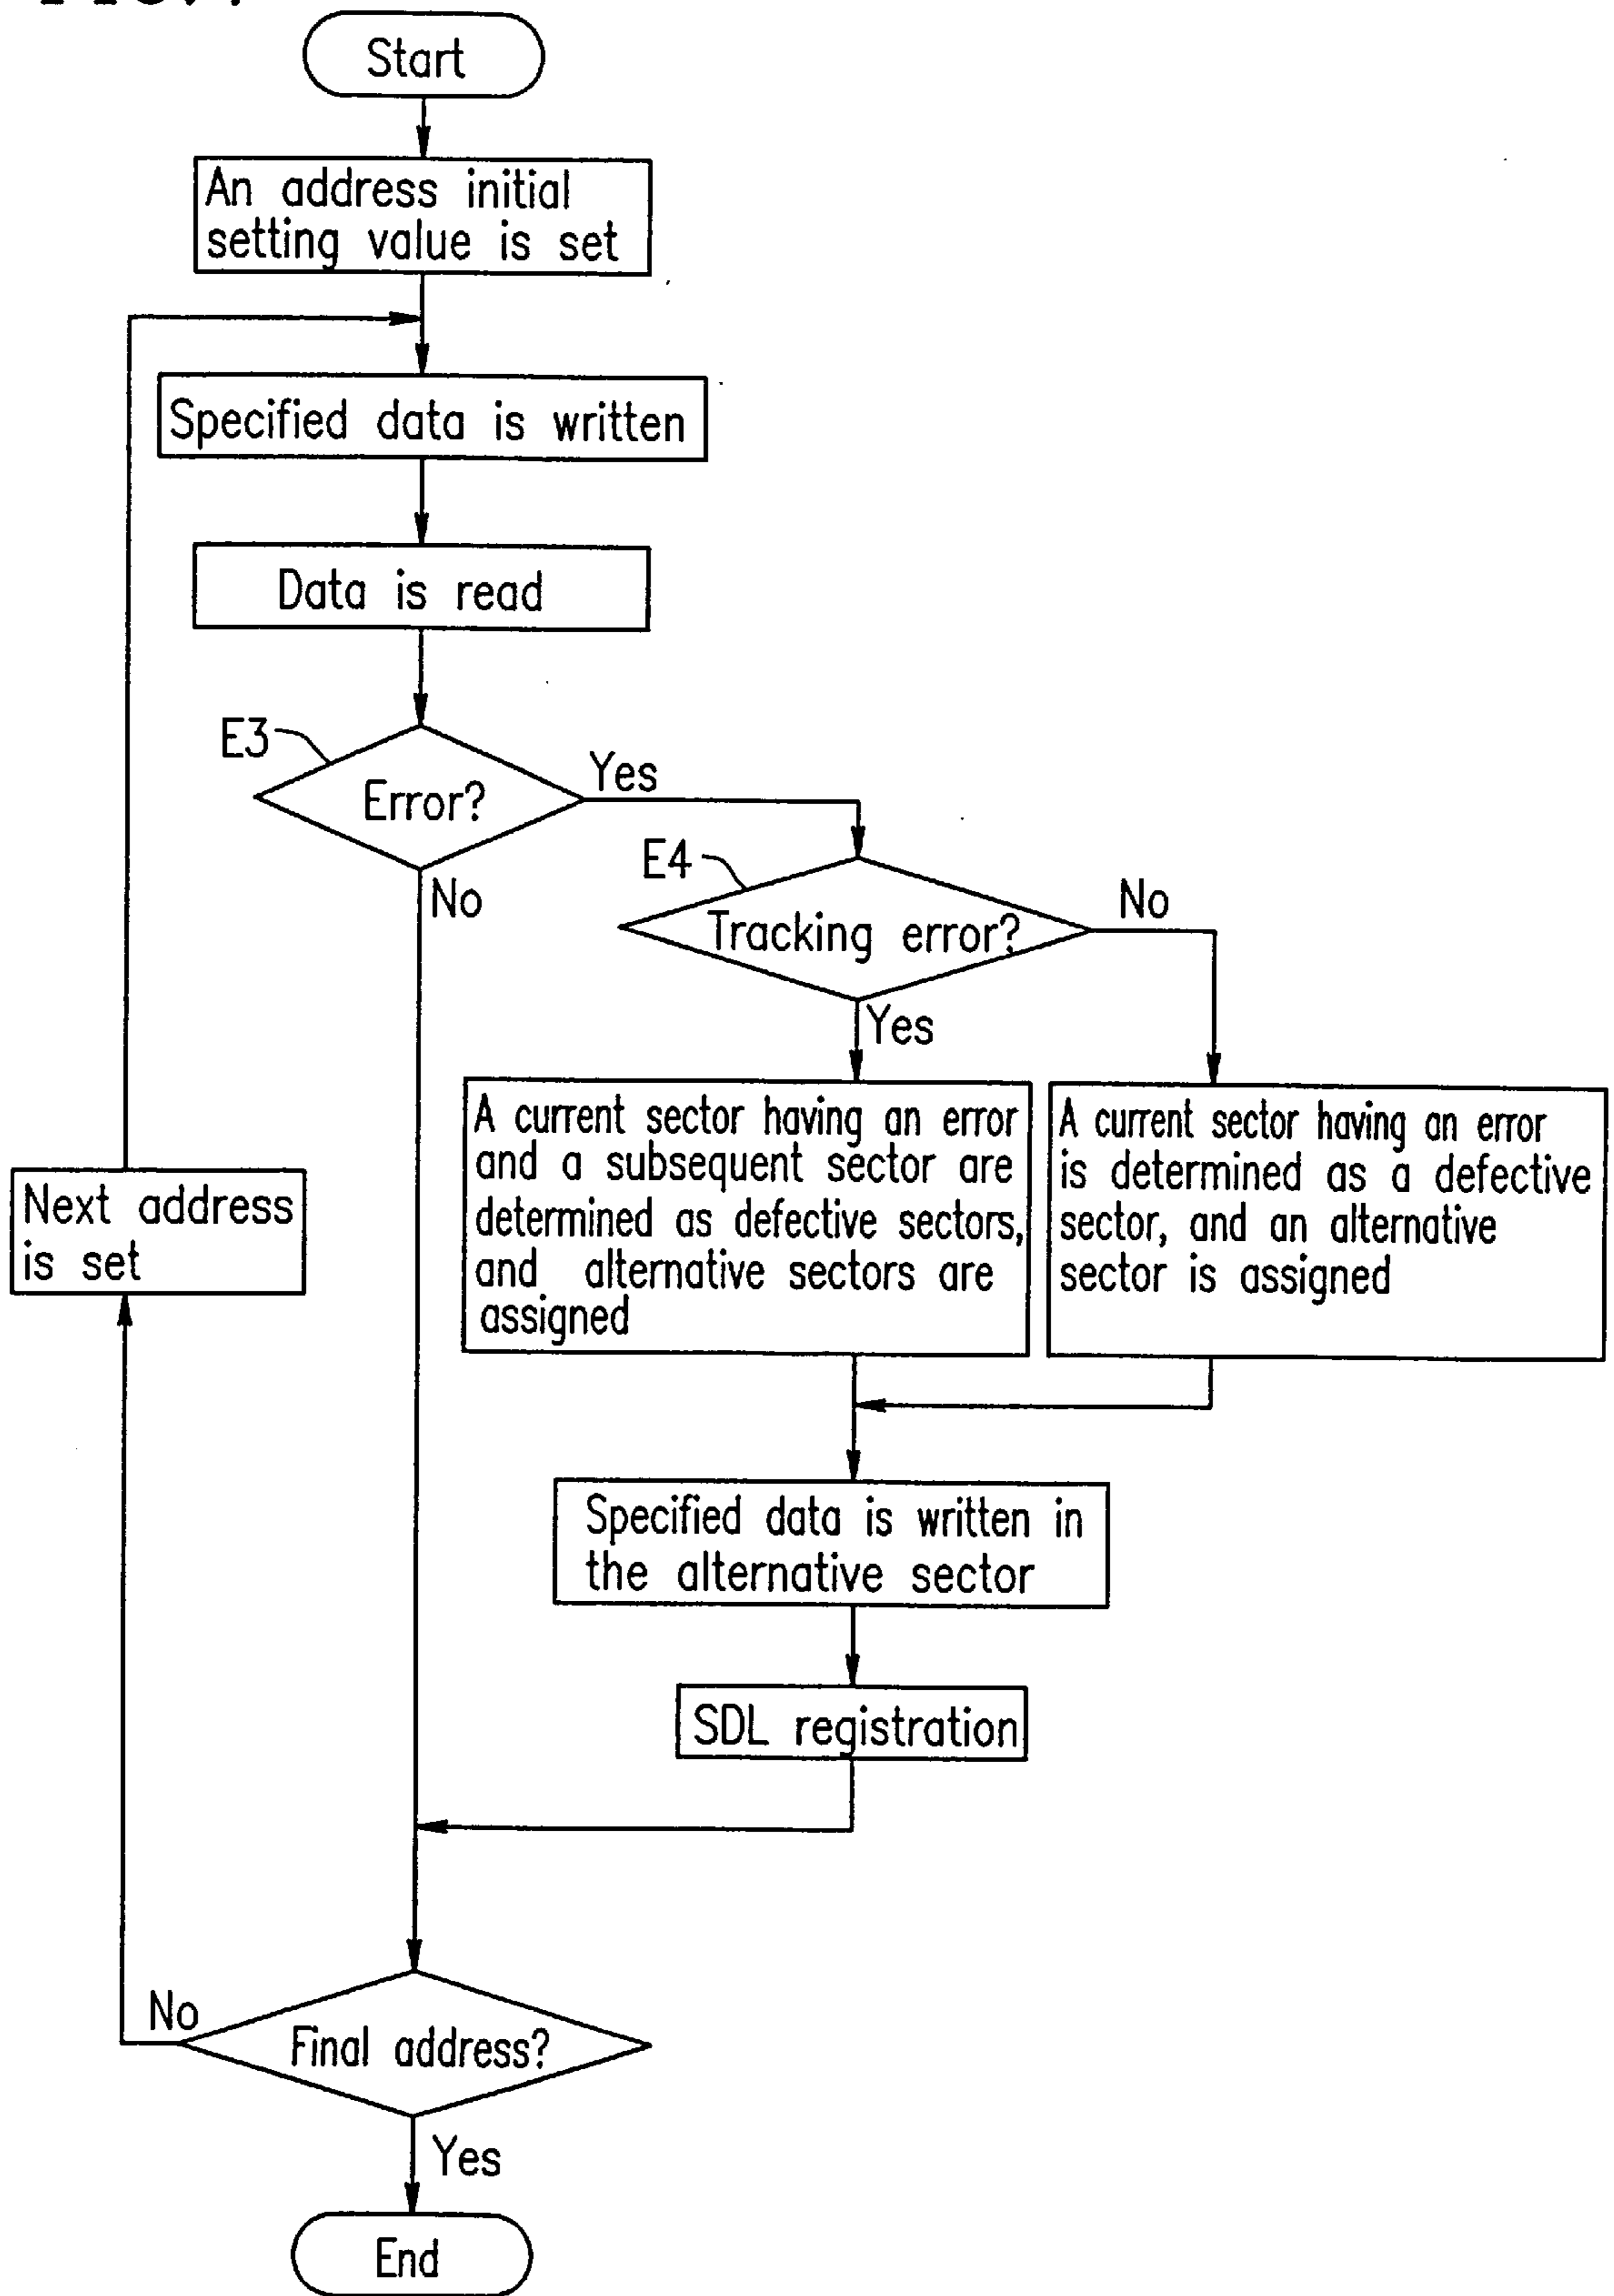 Start
An address initial
setting value is set
Specified data is written
Data is read
E3
Error?
Yes
No
E4
Tracking error?
No
Yes
A current sector having an error
and a subsequent sector are
determined as defective sectors,
and alternative sectors are
assigned
A current sector having an error
is determined as a defective
sector, and an alternative
sector is assigned
Next address
is set
Specified data is written in
the alternative sector
SDL registration
No
Final address?
Yes
End